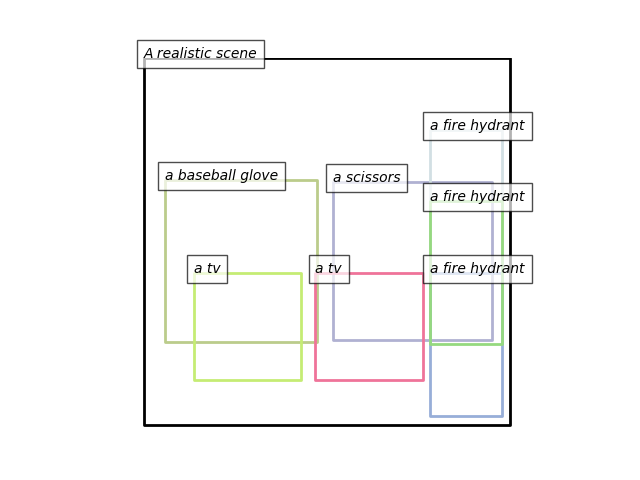 A realistic scene
a fire hydrant
a baseball glove
a scissors
a fire hydrant
a tv
a tv
a fire hydrant